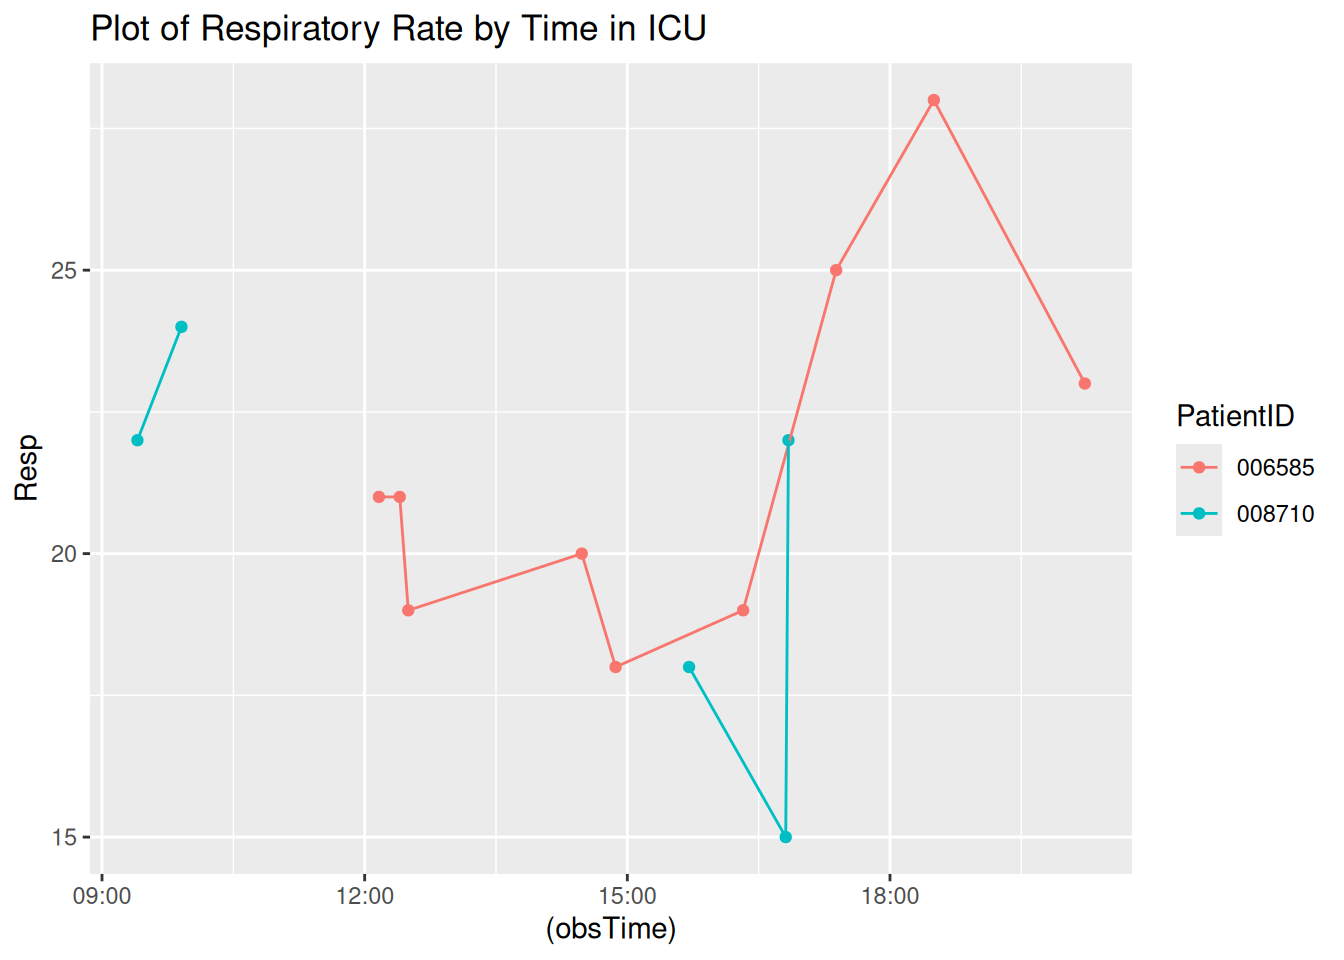 Plot of Respiratory Rate by Time in ICU
Resp
25
20
15
09:00 12:00 15:00 18:00
(obsTime)
PatientID
006585
008710